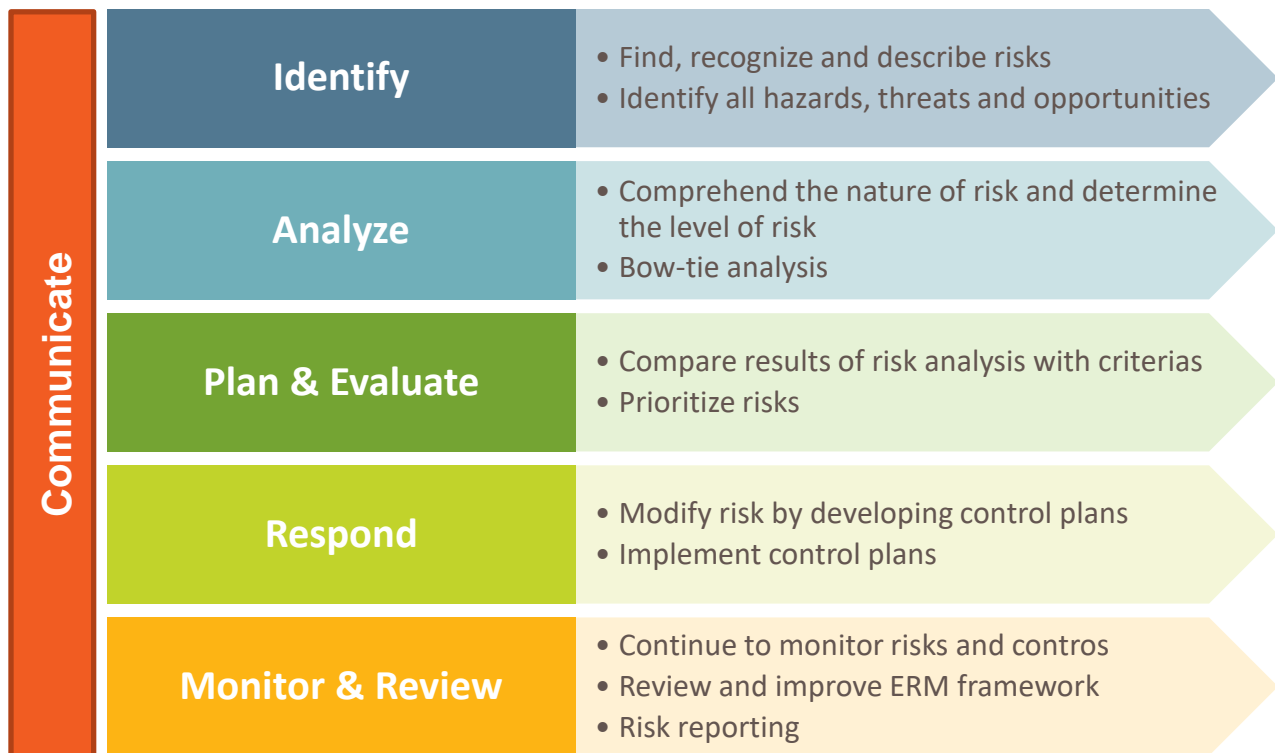 Communicate
Identify
• Find, recognize and describe risks
• Identify all hazards, threats and opportunities
Analyze
• Comprehend the nature of risk and determine
the level of risk
• Bow-tie analysis
Plan & Evaluate
• Compare results of risk analysis with criterias
• Prioritize risks
Respond
• Modify risk by developing control plans
• Implement control plans
Monitor & Review
• Continue to monitor risks and contros
• Review and improve ERM framework
• Risk reporting